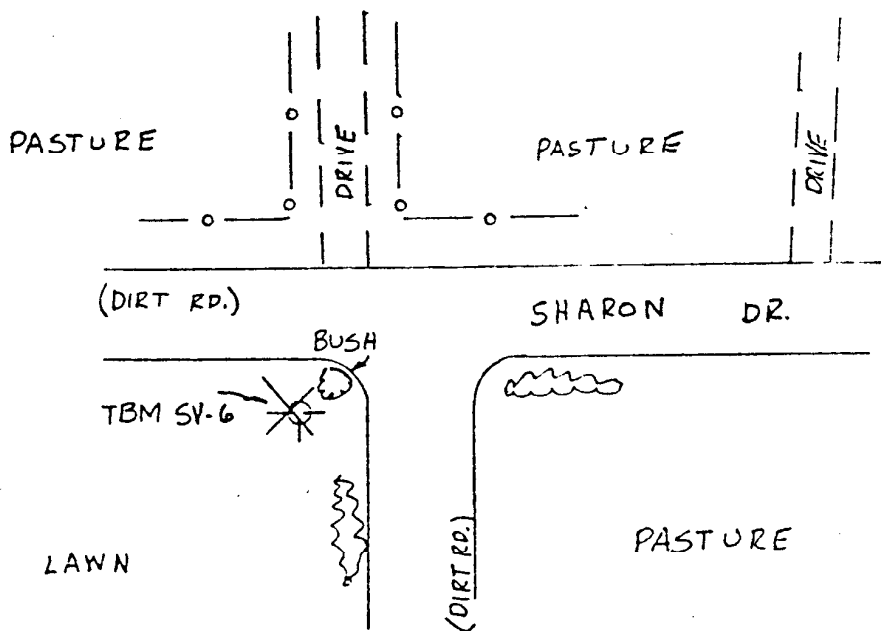 PASTURE
DRIVE
PASTURE
DRIVE
(DIRT RD.)
SHARON DR.
BUSH
TBM SV-6
LAWN
(DIRT RD.)
PASTURE